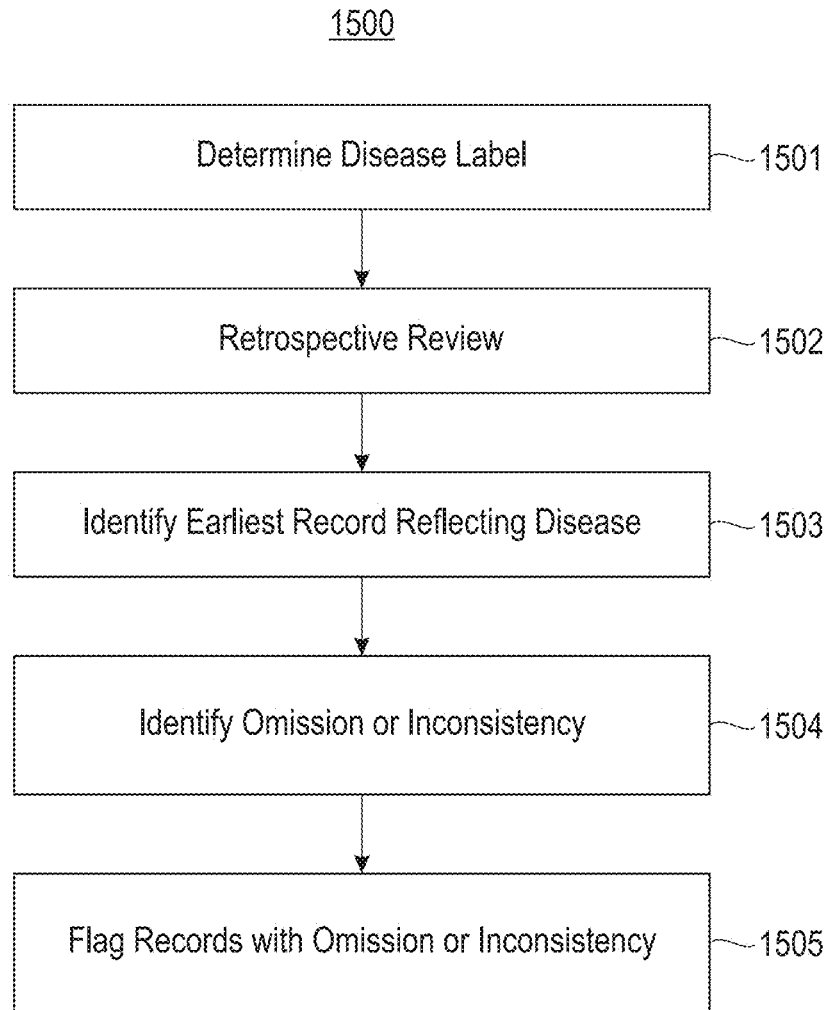 1500
Determine Disease Label
1501
Retrospective Review
1502
Identify Earliest Record Reflecting Disease
1503
Identify Omission or Inconsistency
1504
Flag Records with Omission or Inconsistency
1505